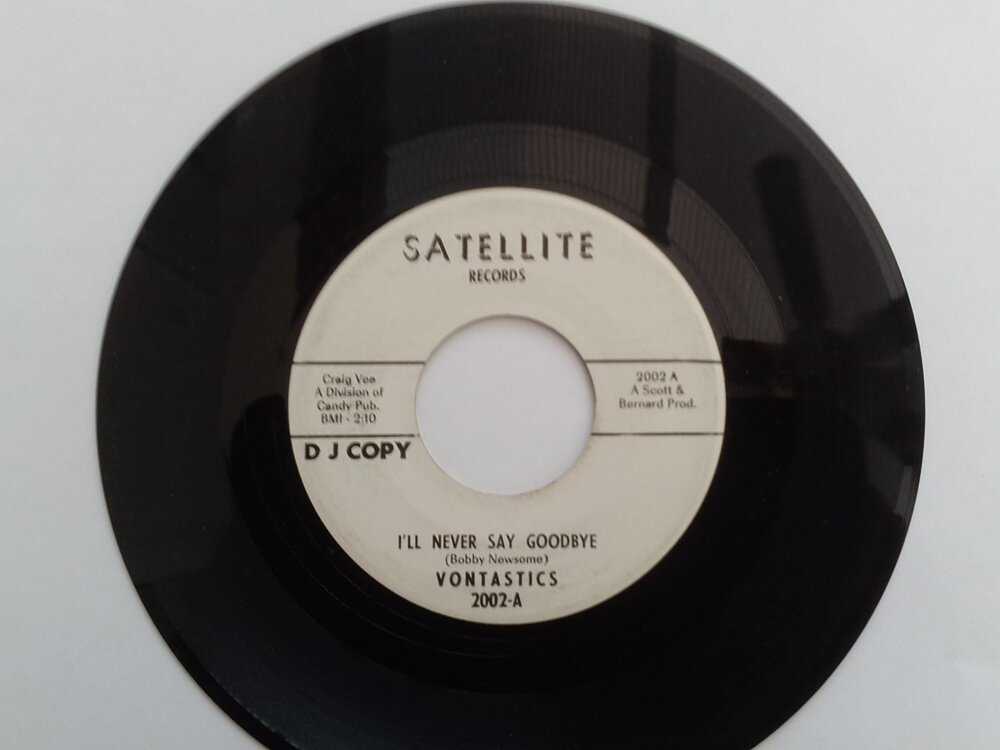 SATELLITE
RECORDS
Craig Vee
A Division of
Candy Pub.
BMI - 2:10
2002 A
A Scott &
Bernard Prod.
D J COPY
I'LL NEVER SAY GOODBYE
(Bobby Newsome)
VONTASTICS
2002-A